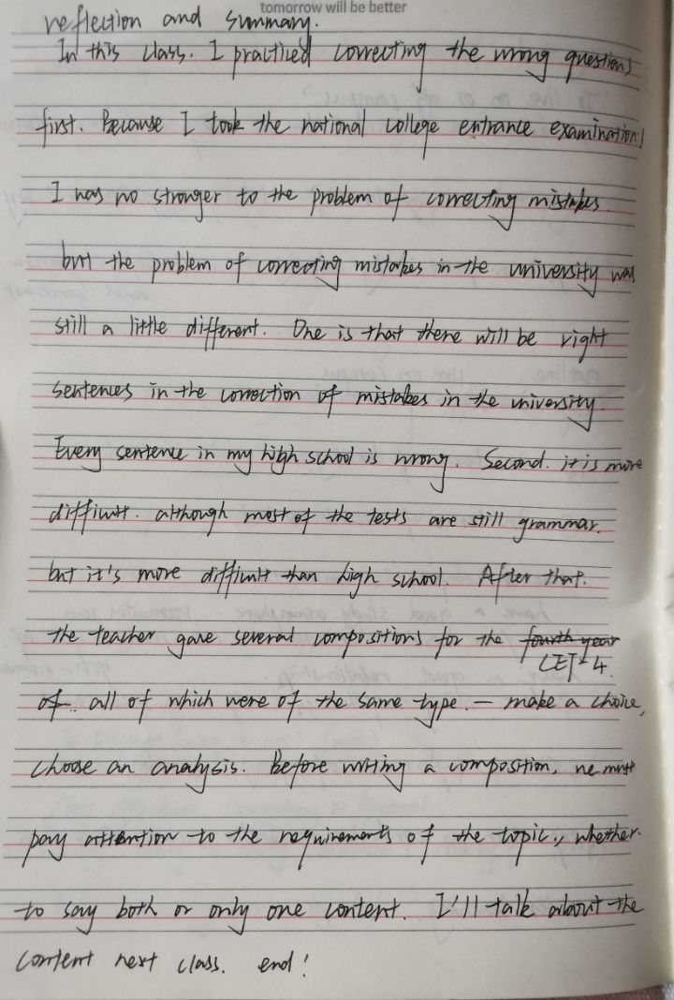 tomorrow will be better
reflection and summary.
In this class. I practiced correcting the wrong questions
first. Because I took the national college entrance examination,
I was no stronger to the problem of correcting mistakes.
but the problem of correcting mistakes in the university was
still a little different. One is that there will be right
sentences in the correction of mistakes in the university.
Every sentence in my high school is wrong. Second. it is more
difficult. although most of the tests are still grammar.
but it's more difficult than high school. After that.
the teacher gave several compositions for the fourth year
CET-4.
of.. all of which were of the same type. — make a choice,
choose an analysis. Before writing a composition, we must
pay attention to the requirements of the topic., whether.
to say both or only one content. I'll talk about the
content next class. end!